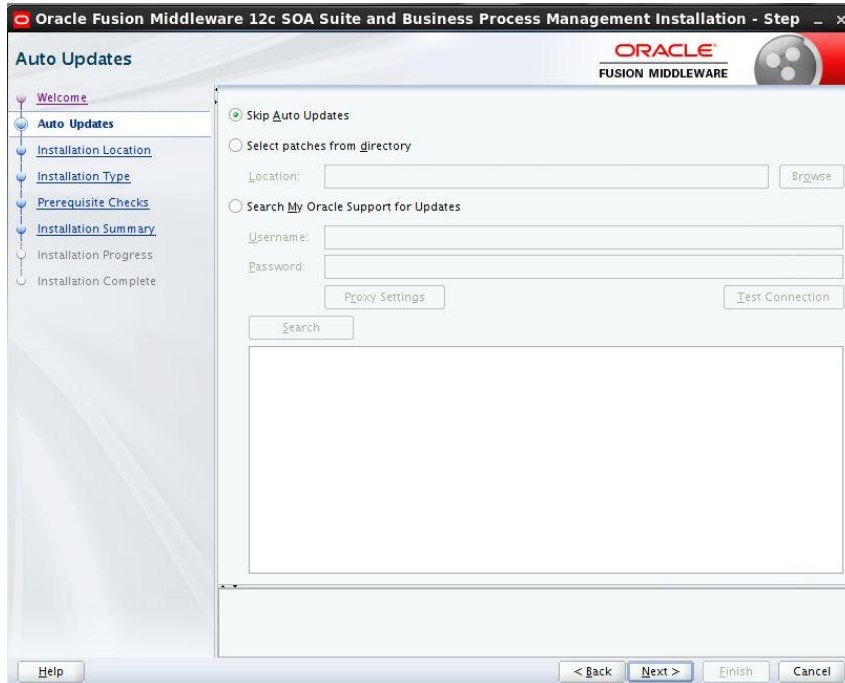 Oracle Fusion Middleware 12c SOA Suite and Business Process Management Installation - Step
Auto Updates
ORACLE
FUSION MIDDLEWARE
Welcome
Auto Updates
Installation Location
Installation Type
Prerequisite Checks
Installation Summary
Installation Progress
Installation Complete
Skip Auto Updates
Select patches from directory
Location:
Browse
Search My Oracle Support for Updates
Username:
Password:
Proxy Settings
Test Connection
Search
Help
< Back
Next >
Finish
Cancel